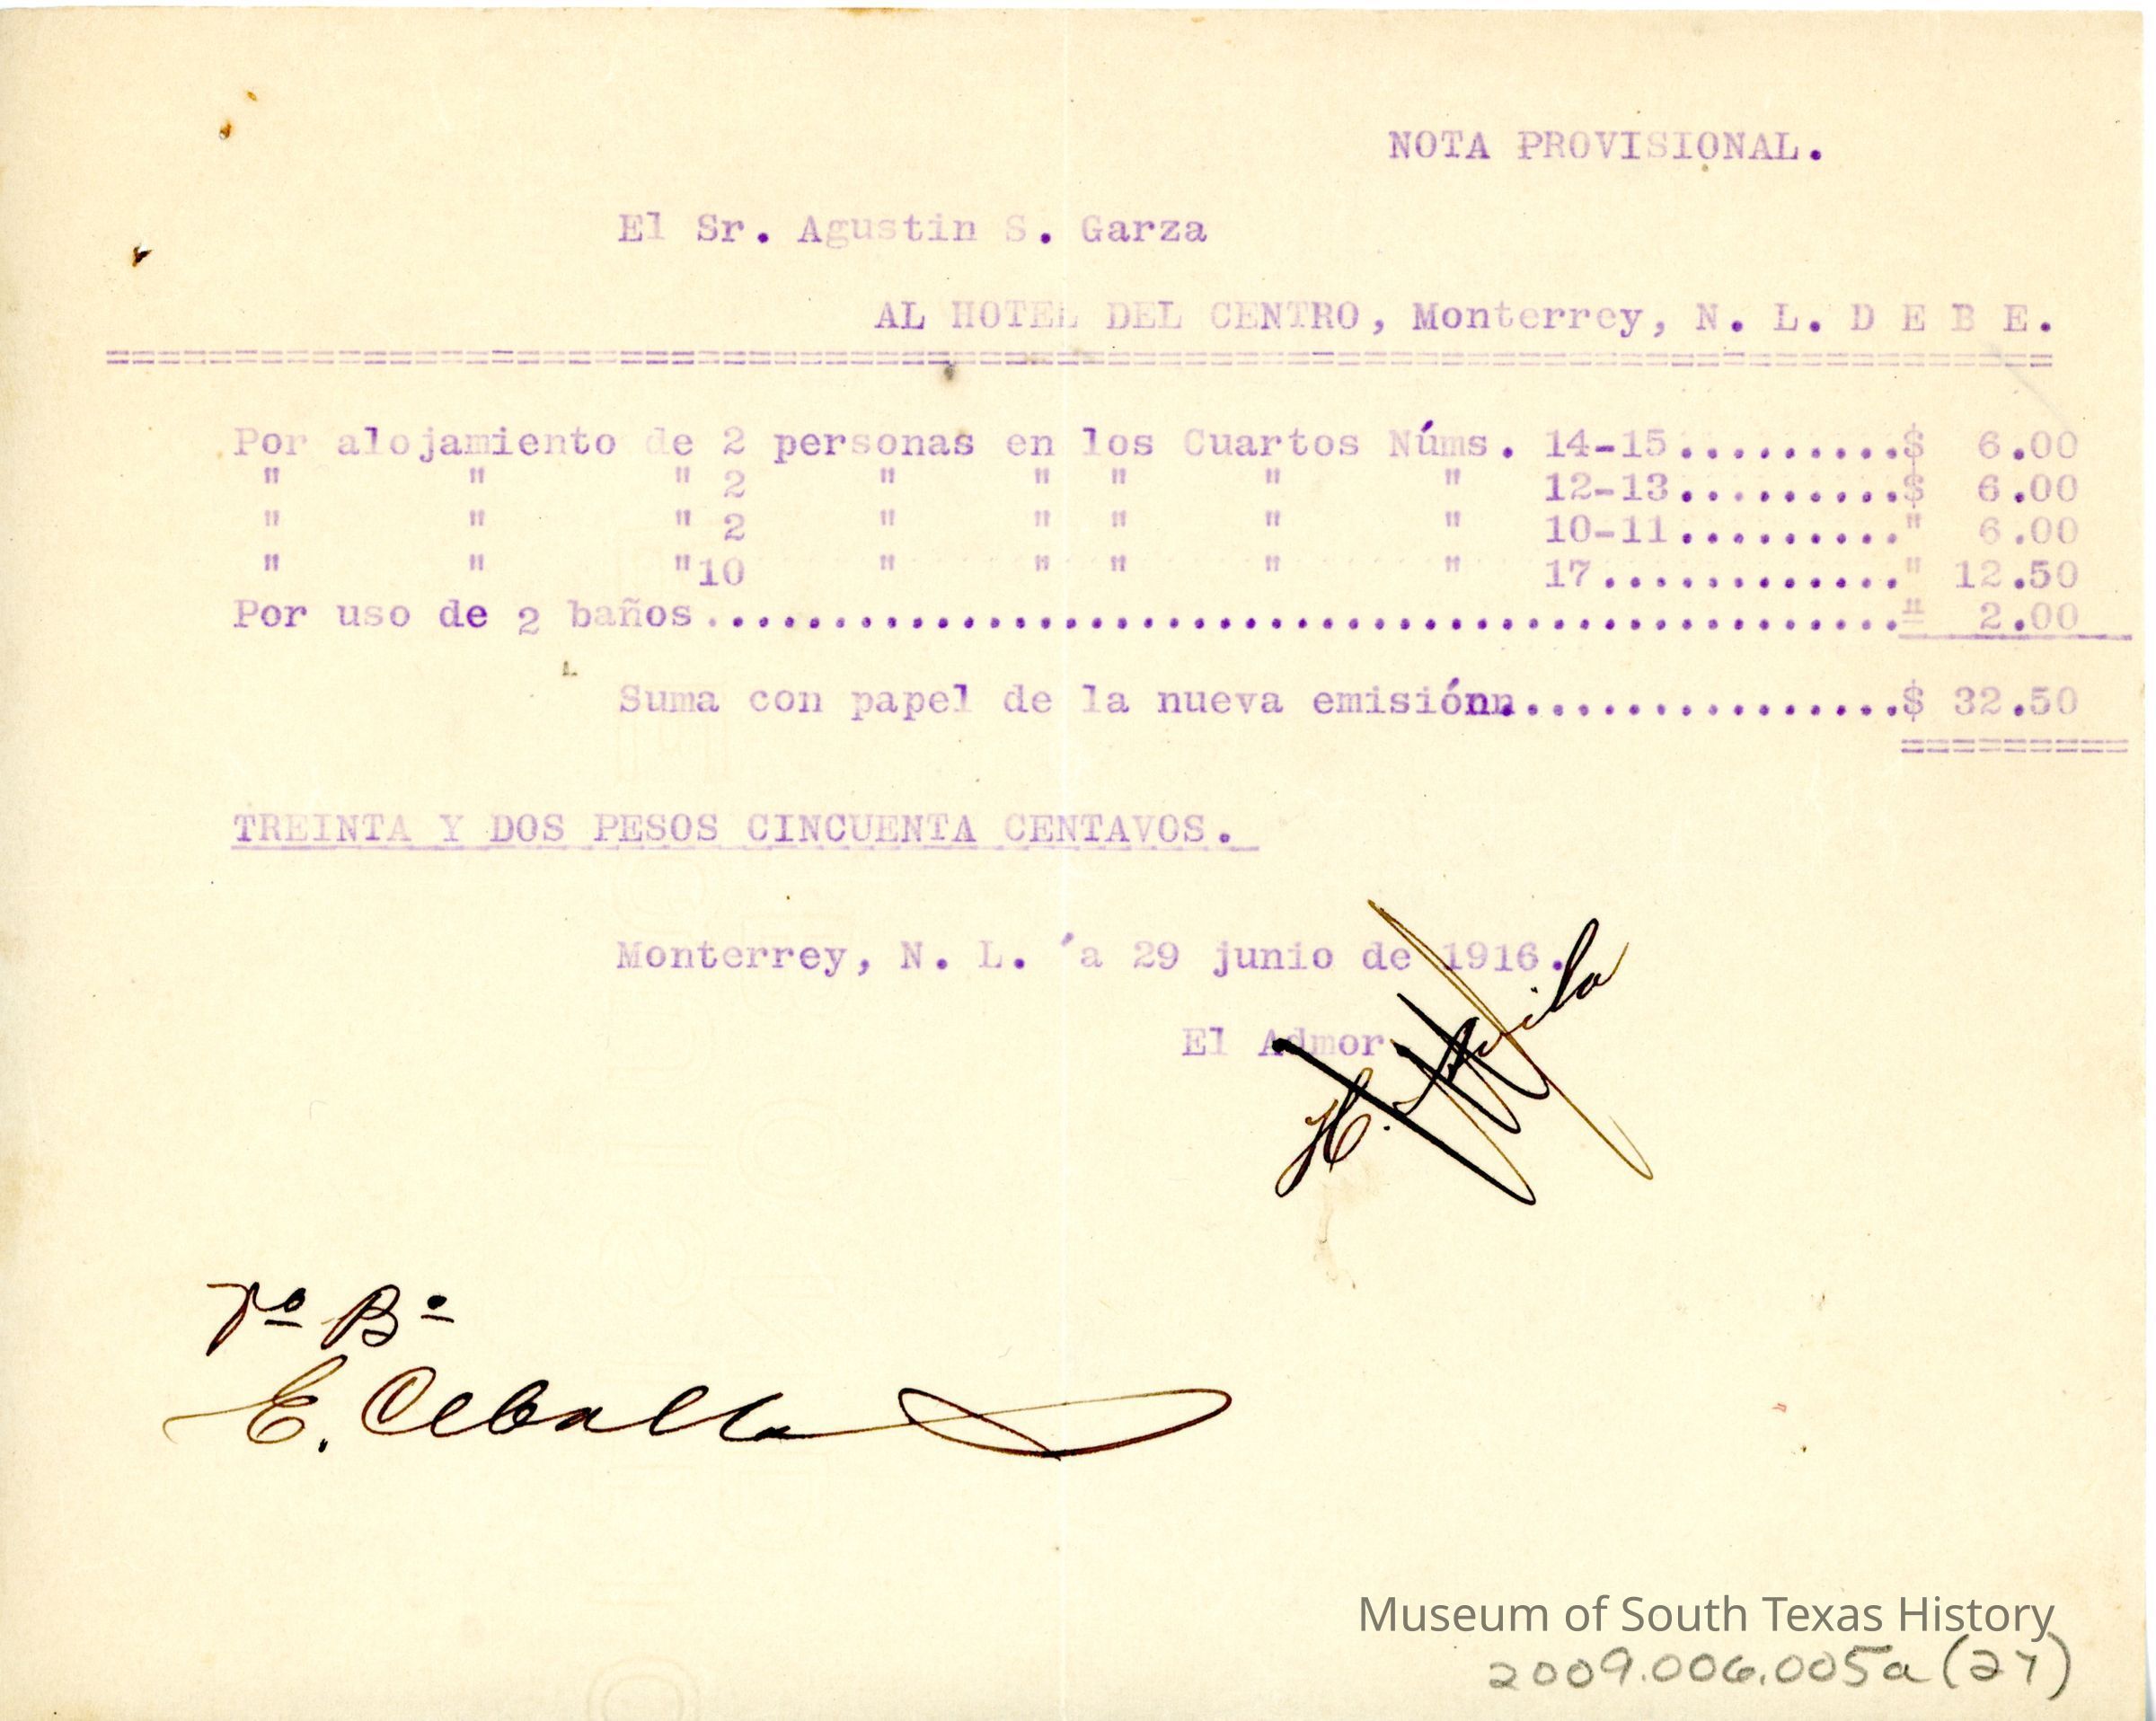 NOTA PROVISIONAL.
El Sr. Agustin S. Garza
AL HOTEL DEL CENTRO, Monterrey, N. L. D E B E.
Por alojamiento de 2 personas en los Cuartos Núms. 14-15.........$ 6.00
" " " 2 " " " " " 12-13.........$ 6.00
" " " 2 " " " " " 10-11........." 6.00
" " "10 " " " " " 17............" 12.50
Por uso de 2 baños..............................................." 2.00
Suma con papel de la nueva emisiónn...............$ 32.50
TREINTA Y DOS PESOS CINCUENTA CENTAVOS.
Monterrey, N. L. ´a 29 junio de 1916.
El Admor.
Vo Bo
E. Ceballos
Museum of South Texas History
2009.006.005a